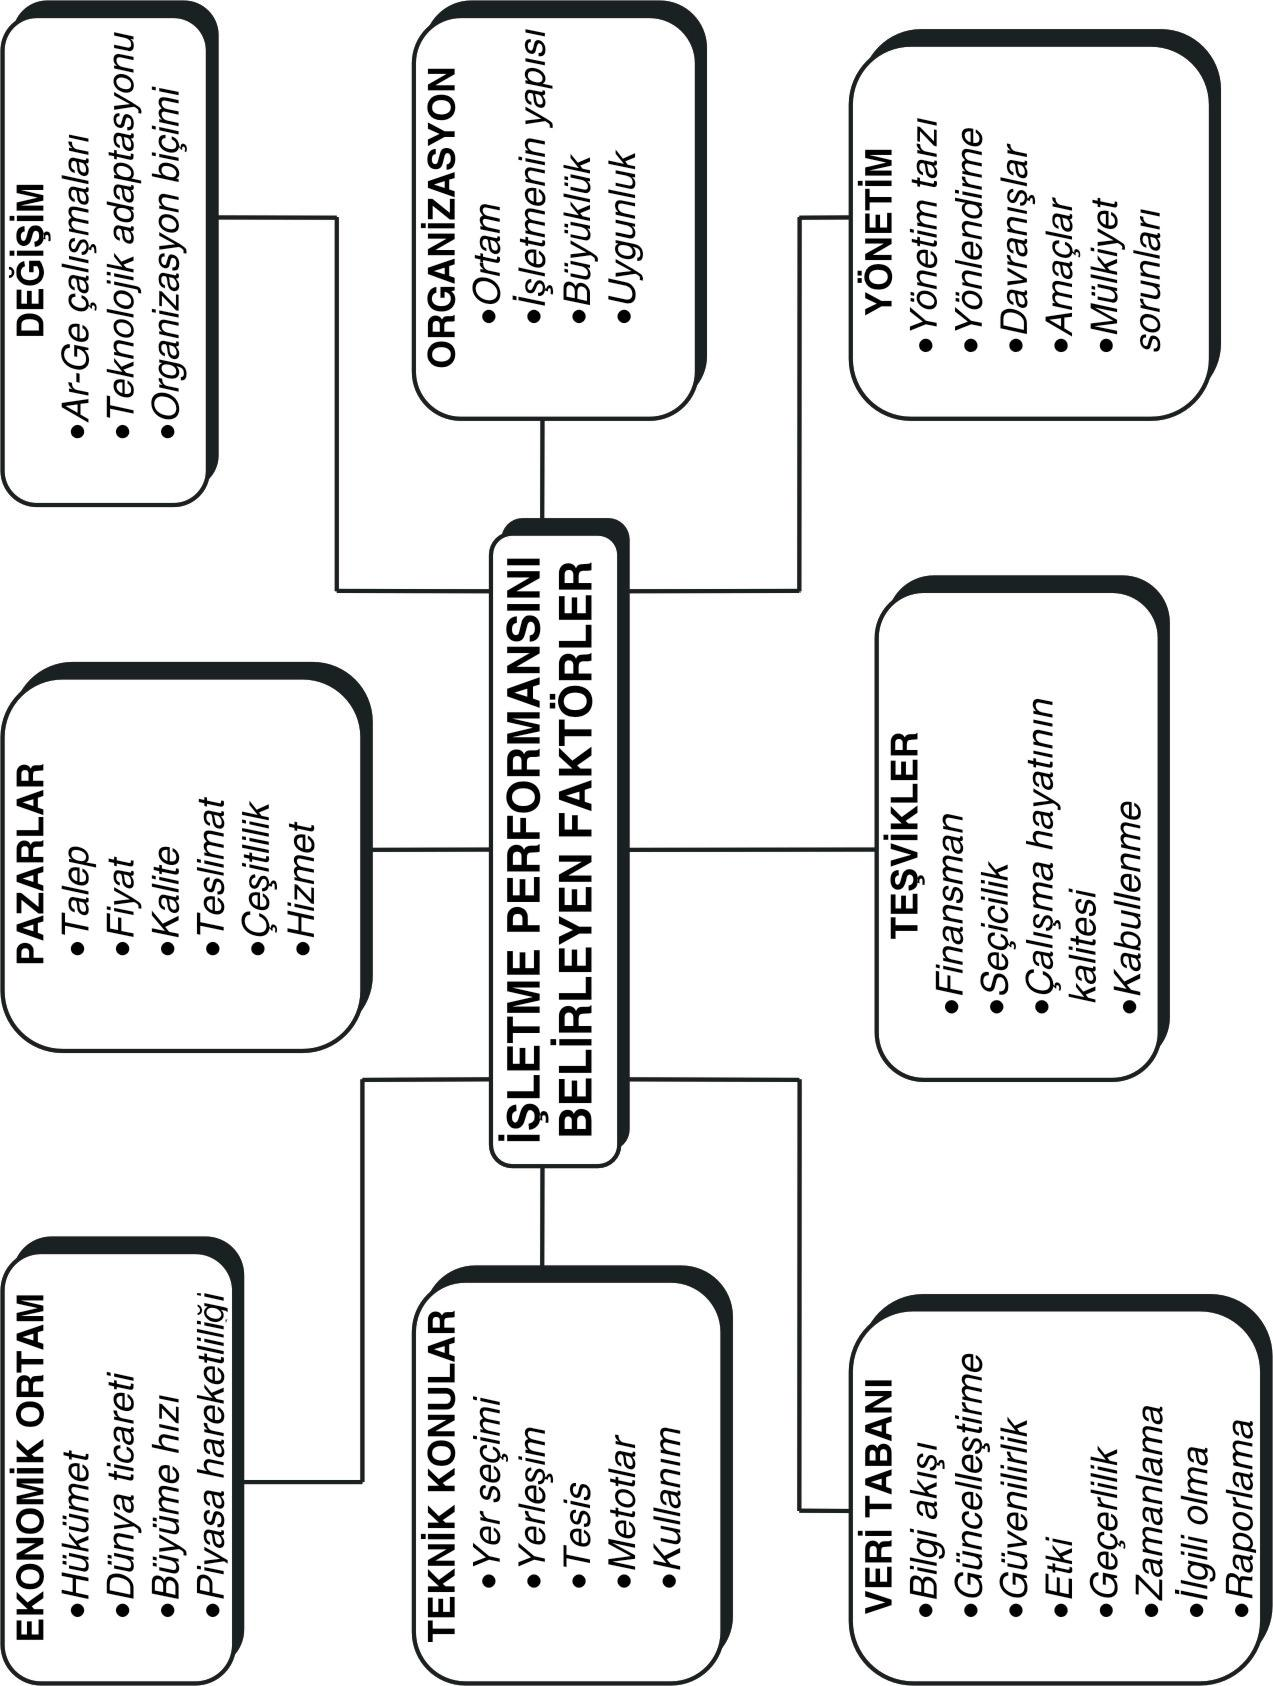 EKONOMİK ORTAM
•Hükümet
•Dünya ticareti
•Büyüme hızı
•Piyasa hareketliliği
PAZARLAR
•Talep
•Fiyat
•Kalite
•Teslimat
•Çeşitlilik
•Hizmet
DEĞİŞİM
•Ar-Ge çalışmaları
•Teknolojik adaptasyonu
•Organizasyon biçimi
TEKNİK KONULAR
•Yer seçimi
•Yerleşim
•Tesis
•Metotlar
•Kullanım
İŞLETME PERFORMANSINI
BELİRLEYEN FAKTÖRLER
ORGANİZASYON
•Ortam
•İşletmenin yapısı
•Büyüklük
•Uygunluk
VERİ TABANI
•Bilgi akışı
•Güncelleştirme
•Güvenilirlik
•Etki
•Geçerlilik
•Zamanlama
•İlgili olma
•Raporlama
TEŞVİKLER
•Finansman
•Seçicilik
•Çalışma hayatının
kalitesi
•Kabullenme
YÖNETİM
•Yönetim tarzı
•Yönlendirme
•Davranışlar
•Amaçlar
•Mülkiyet
sorunları